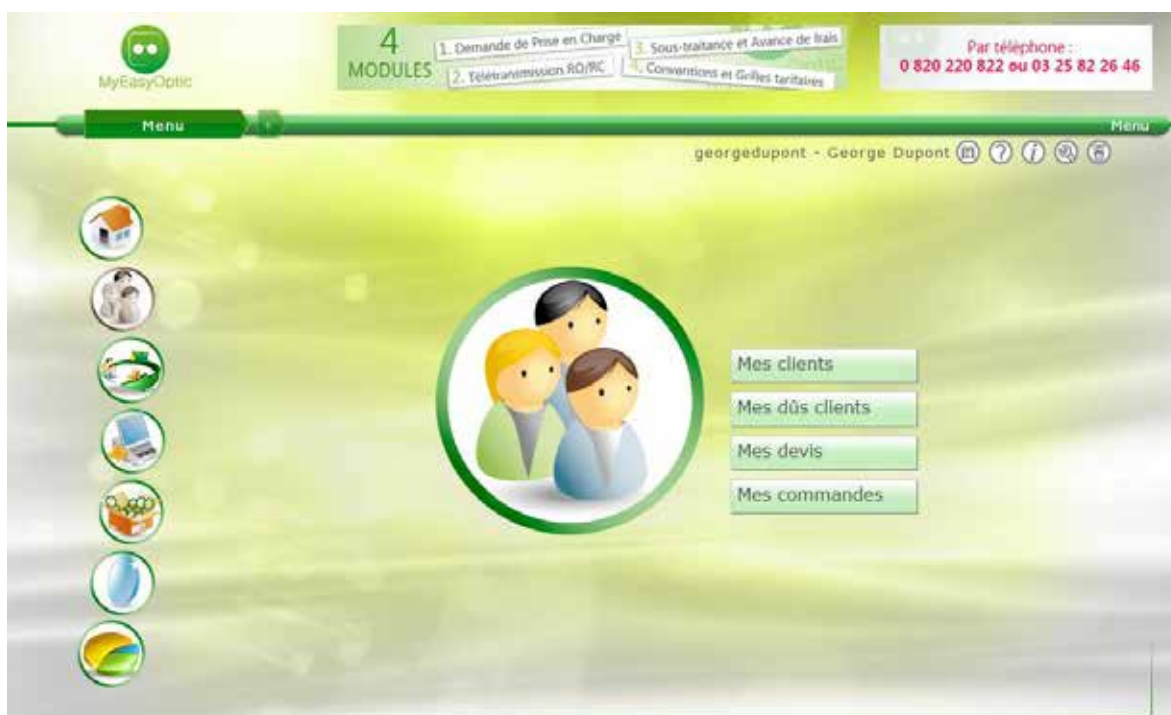 MyEasyOptic
4
MODULES
1. Demande de Prise en Charge
2. Télétransmission RO/RC
3. Sous-traitance et Avance de frais
4. Conventions et Grilles tarifaires
Par téléphone :
0 820 220 822 ou 03 25 82 26 46
Menu
+
Menu
georgedupont - George Dupont
Mes clients
Mes dûs clients
Mes devis
Mes commandes